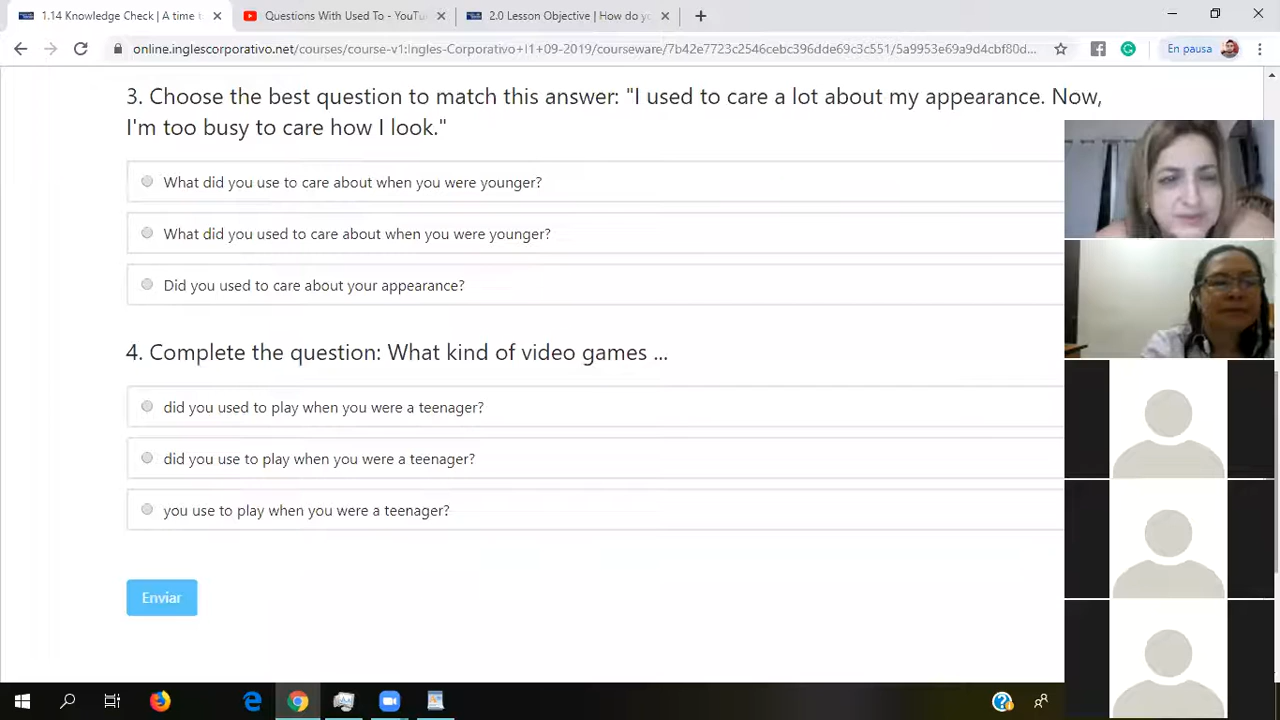 1.14 Knowledge Check | A time t
Questions With Used To - YouTu
2.0 Lesson Objective | How do yo
online.inglescorporativo.net/courses/course-v1:Ingles-Corporativo+I1+09-2019/courseware/7b42e7723c2546cebc396dde69c3c551/5a9953e69a9d4cbf80d...
En pausa
3. Choose the best question to match this answer: "I used to care a lot about my appearance. Now,
I'm too busy to care how I look."
What did you use to care about when you were younger?
What did you used to care about when you were younger?
Did you used to care about your appearance?
4. Complete the question: What kind of video games ...
did you used to play when you were a teenager?
did you use to play when you were a teenager?
you use to play when you were a teenager?
Enviar